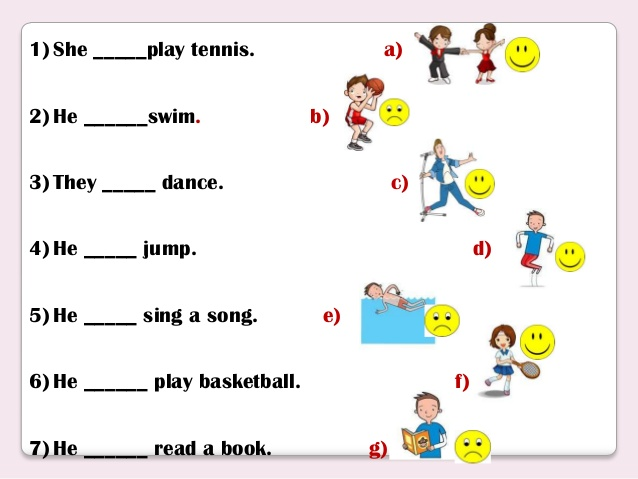 1) She _____play tennis. a)
2) He ______swim. b)
3) They _____ dance. c)
4) He _____ jump. d)
5) He _____ sing a song. e)
6) He ______ play basketball. f)
7) He ______ read a book. g)